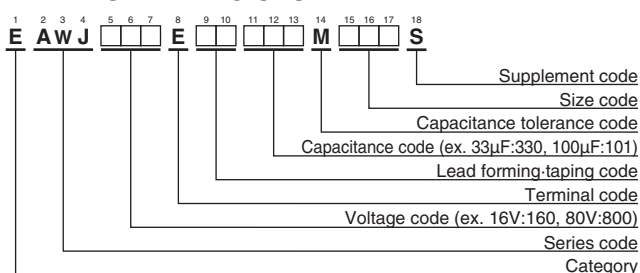 1 2 3 4 5 6 7 8 9 10 11 12 13 14 15 16 17 18
E A W J E M S
Supplement code
Size code
Capacitance tolerance code
Capacitance code (ex. 33µF:330, 100µF:101)
Lead forming·taping code
Terminal code
Voltage code (ex. 16V:160, 80V:800)
Series code
Category